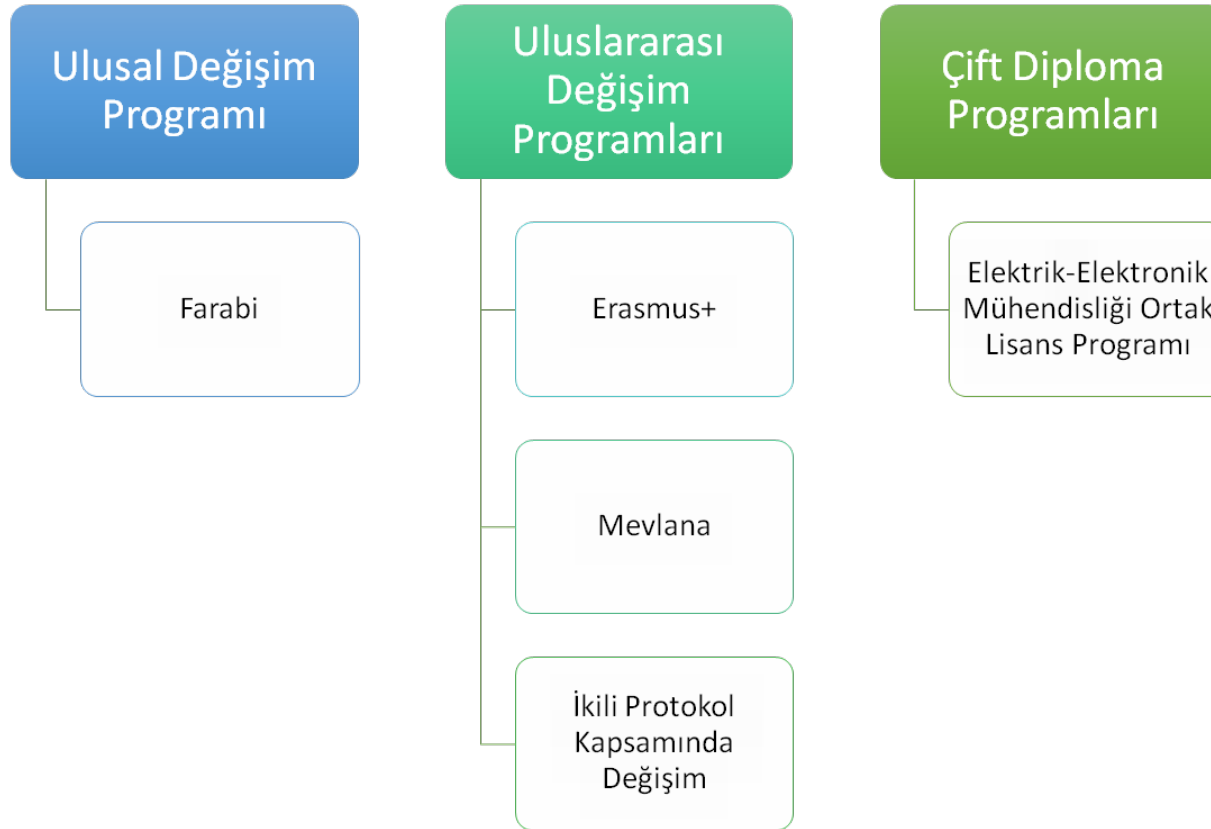 Ulusal Değişim
Programı
Farabi
Uluslararası
Değişim
Programları
Erasmus+
Mevlana
İkili Protokol
Kapsamında
Değişim
Çift Diploma
Programları
Elektrik-Elektronik
Mühendisliği Ortak
Lisans Programı